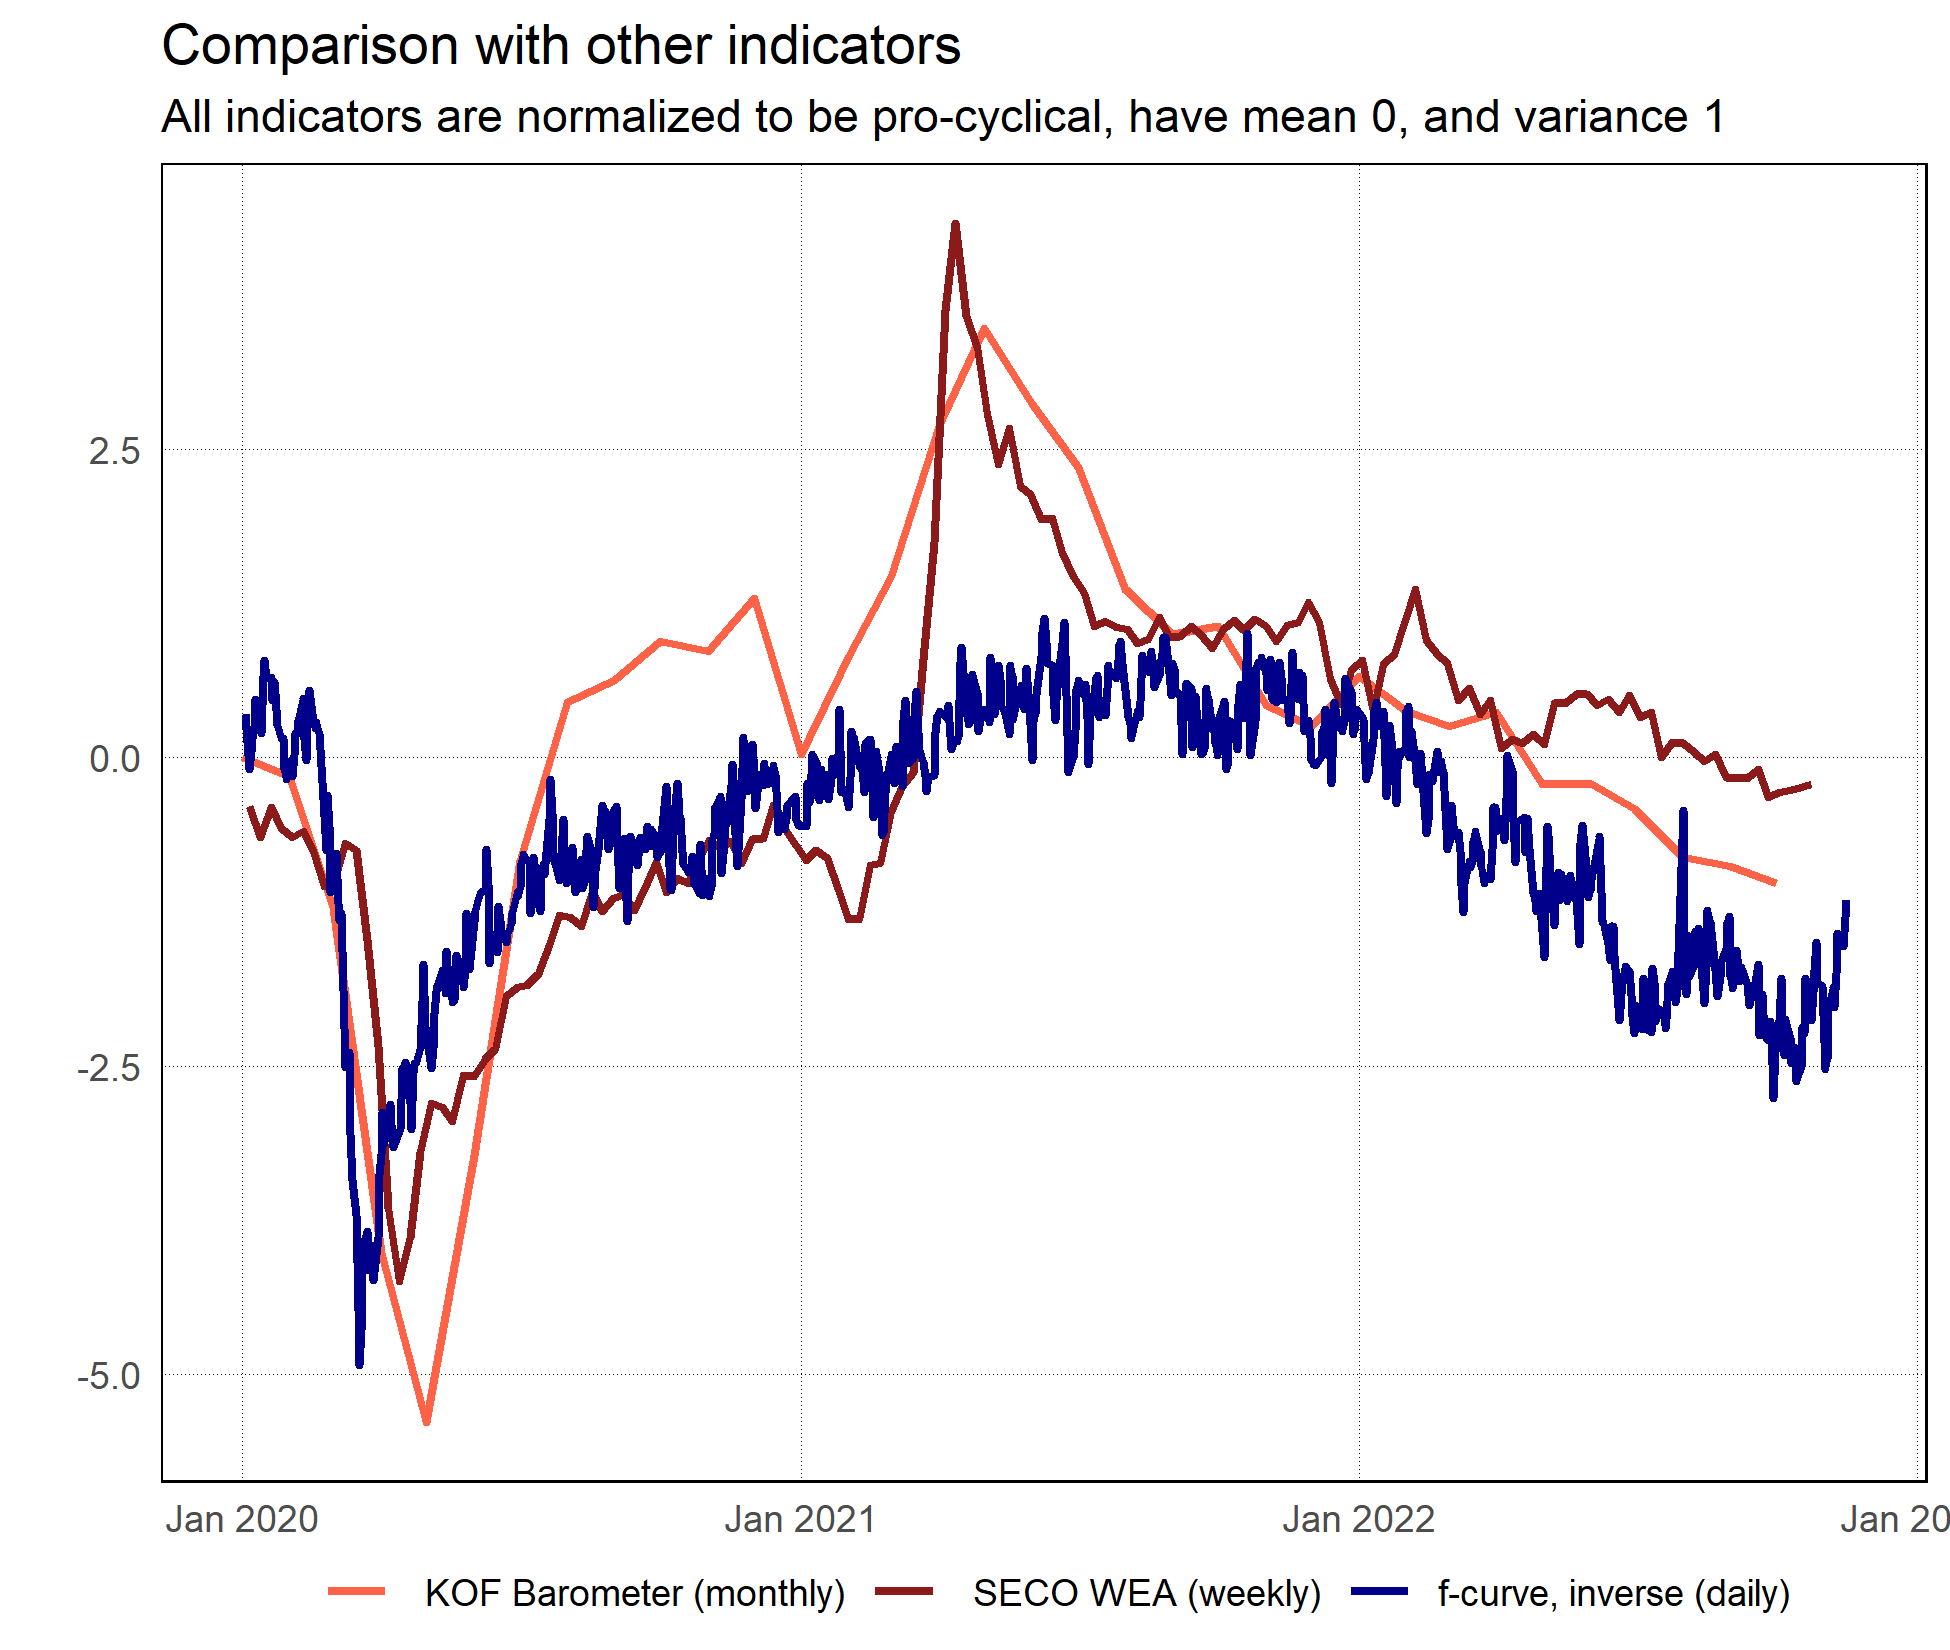 Comparison with other indicators
All indicators are normalized to be pro-cyclical, have mean 0, and variance 1
2.5
0.0
-2.5
-5.0
Jan 2020 Jan 2021 Jan 2022 Jan 20
KOF Barometer (monthly) SECO WEA (weekly) f-curve, inverse (daily)